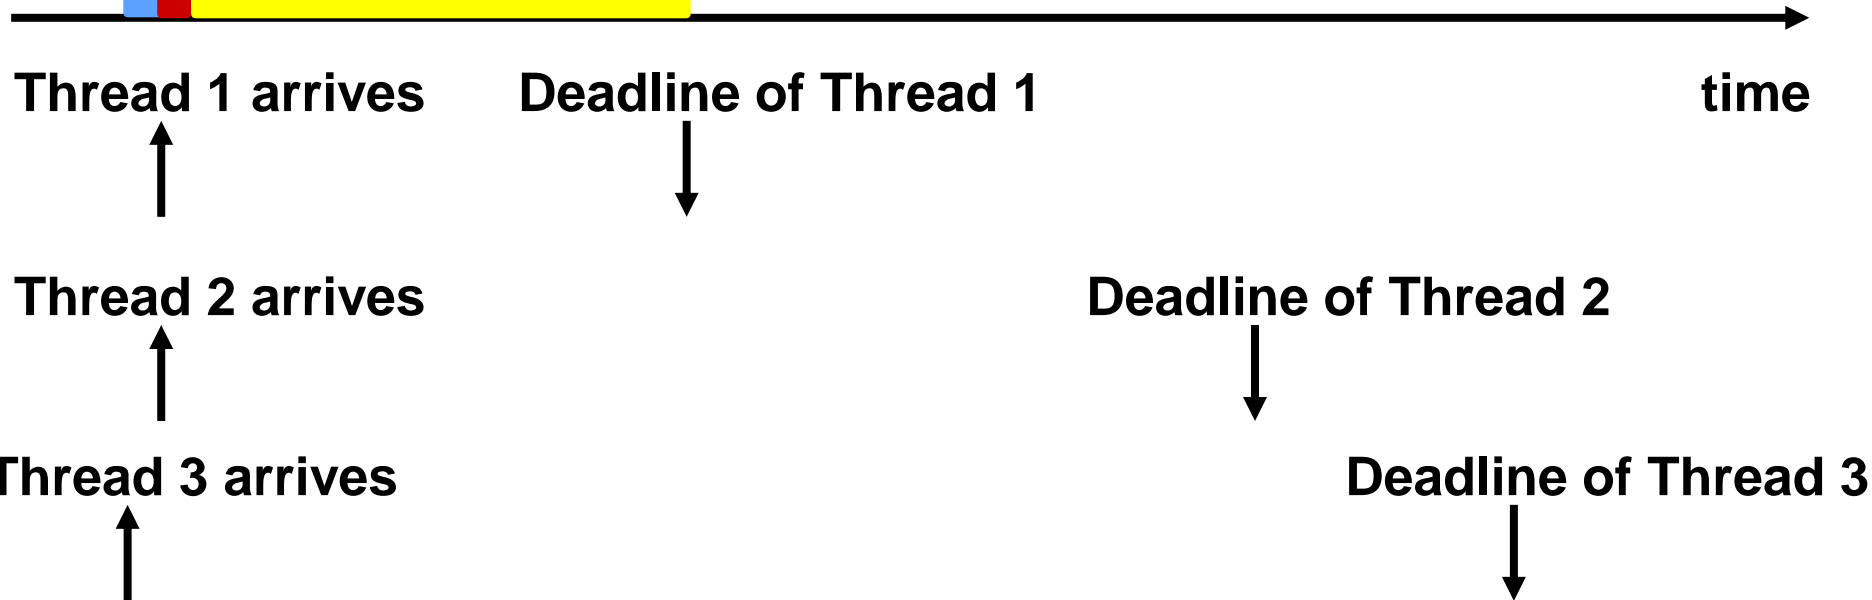 Thread 1 arrives Deadline of Thread 1 time
Thread 2 arrives Deadline of Thread 2
Thread 3 arrives Deadline of Thread 3